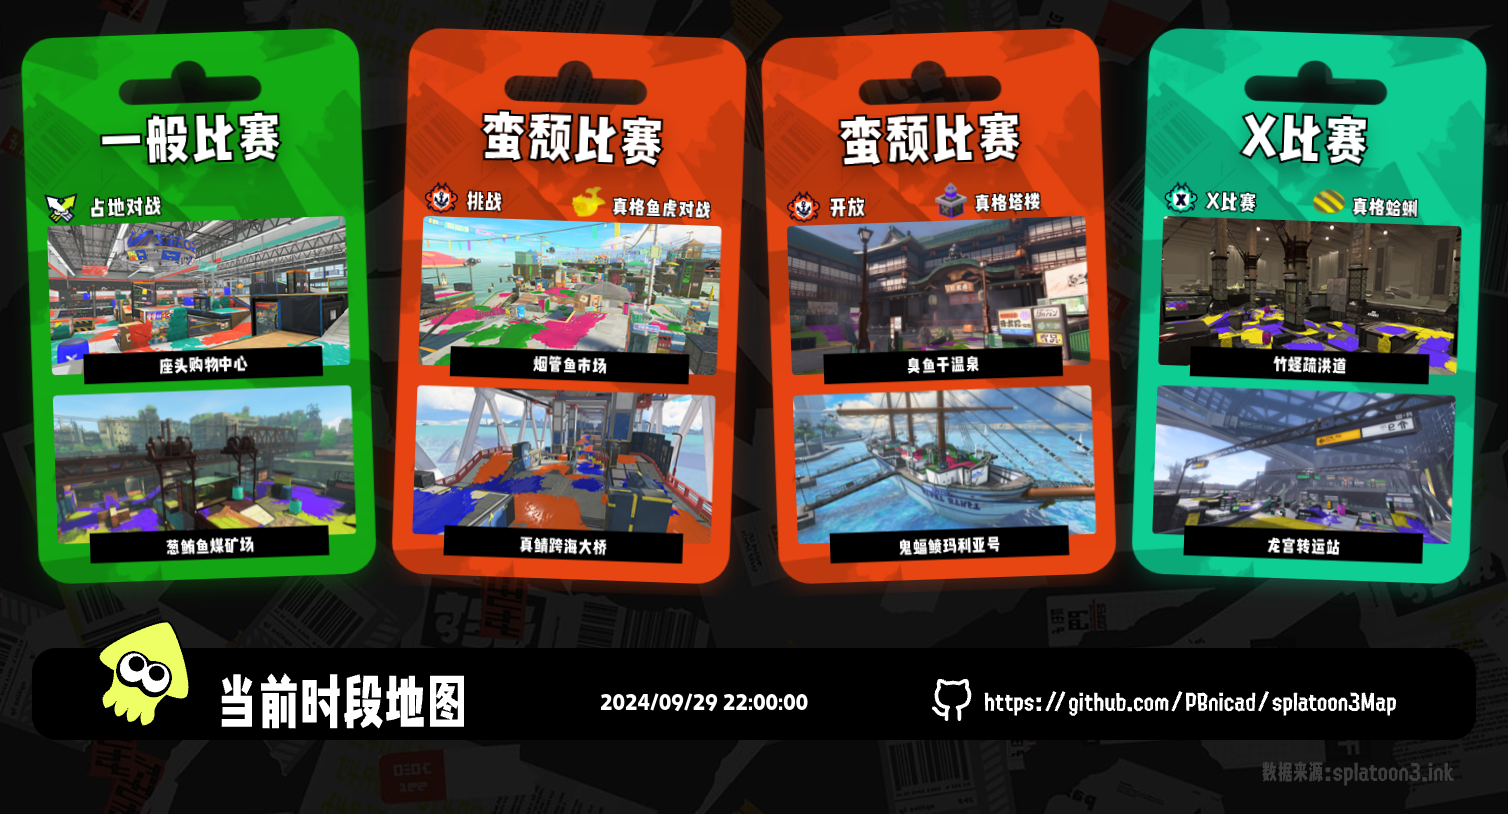 一般比赛
占地对战
座头购物中心
葱鲔鱼煤矿场
蛮颓比赛
挑战
真格鱼虎对战
烟管鱼市场
真鲭跨海大桥
蛮颓比赛
开放
真格塔楼
臭鱼干温泉
鬼蝠鲼玛利亚号
X比赛
X比赛
真格蛤蜊
竹蛏疏洪道
龙宫转运站
当前时段地图
2024/09/29 22:00:00
https://github.com/PBnicad/splatoon3Map
数据来源:splatoon3.ink